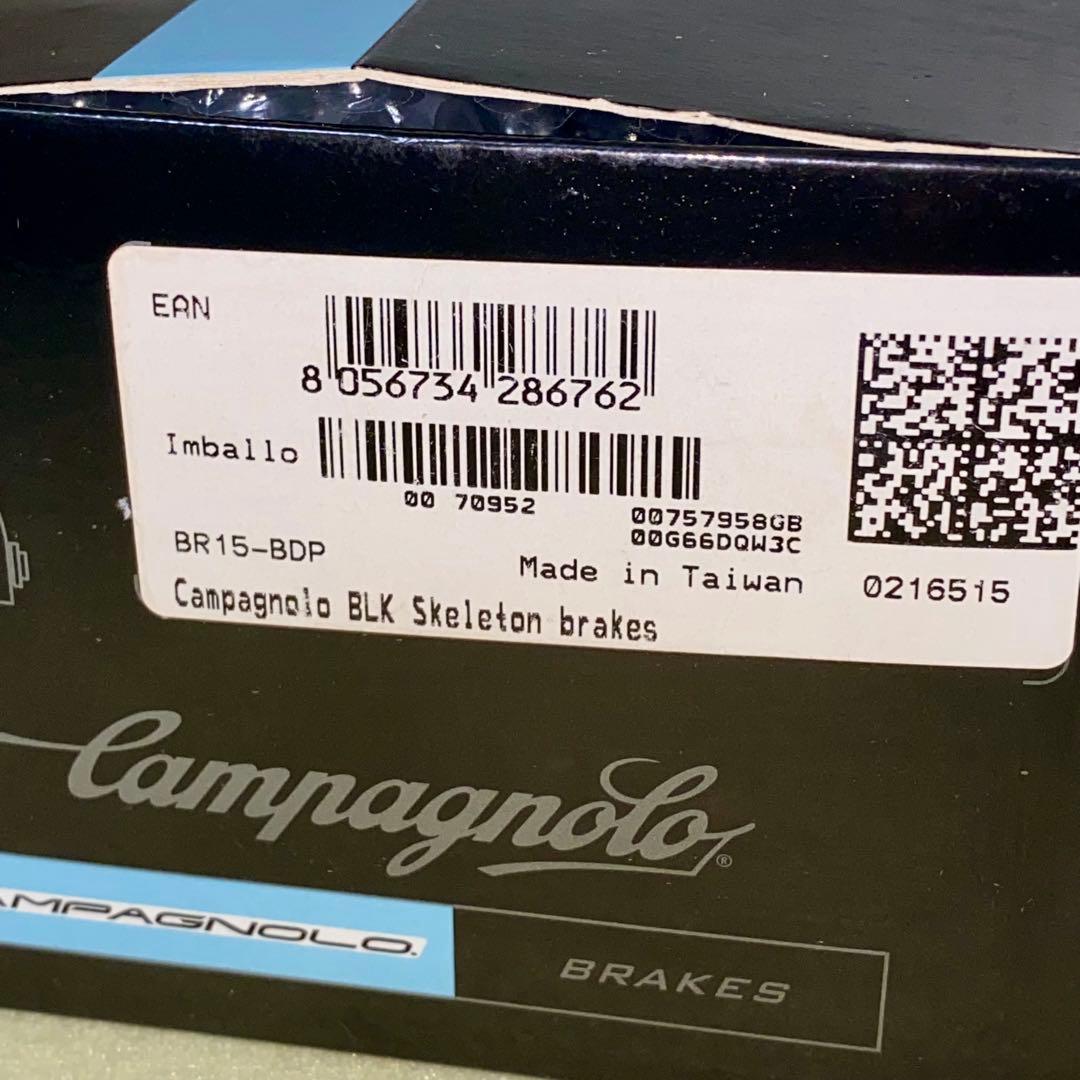 EAN
8 056734 286762
Imballo
00 70952
00757958GB
00G66DQW3C
BR15-BDP
Made in Taiwan
0216515
Campagnolo BLK Skeleton brakes
Campagnolo®
AMPAGNOLO.
BRAKES